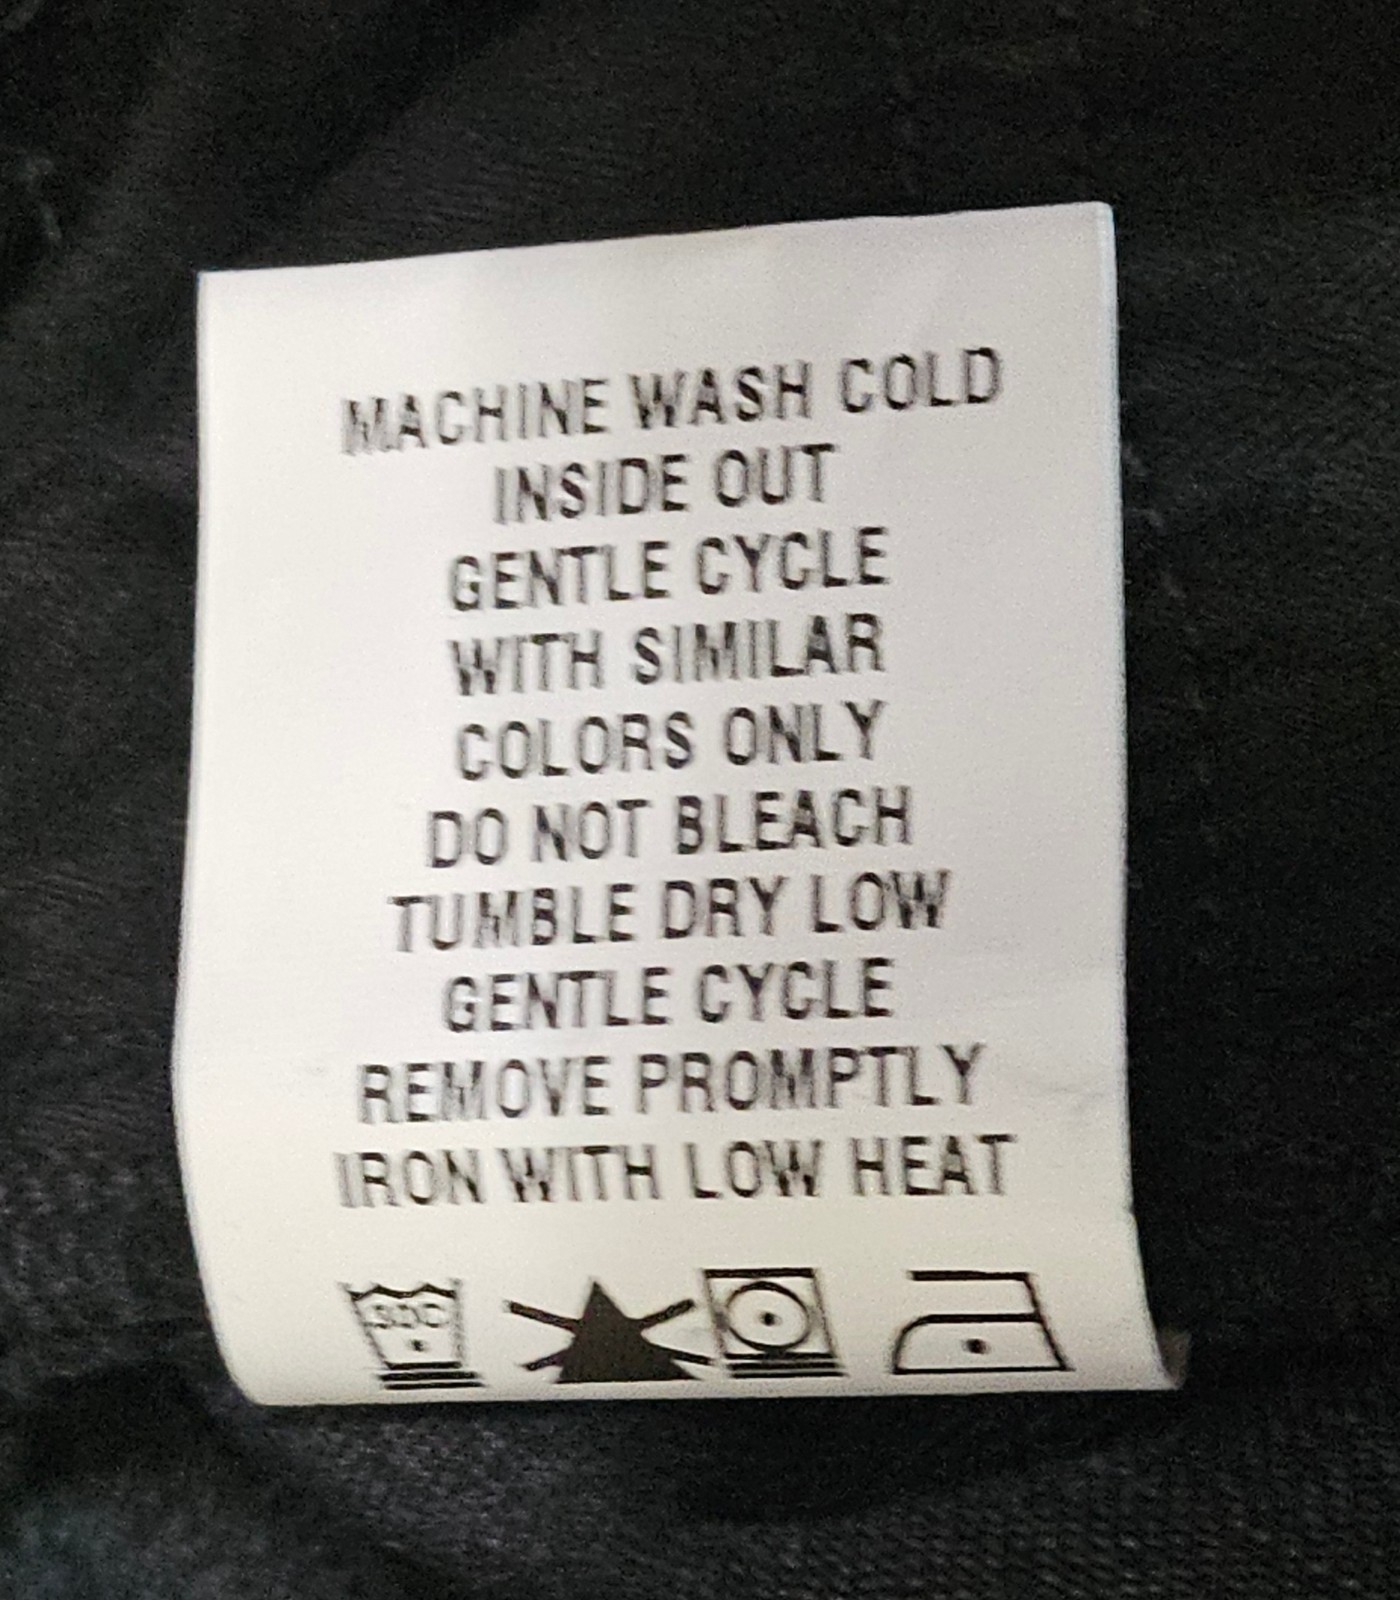 MACHINE WASH COLD
INSIDE OUT
GENTLE CYCLE
WITH SIMILAR
COLORS ONLY
DO NOT BLEACH
TUMBLE DRY LOW
GENTLE CYCLE
REMOVE PROMPTLY
IRON WITH LOW HEAT
30C